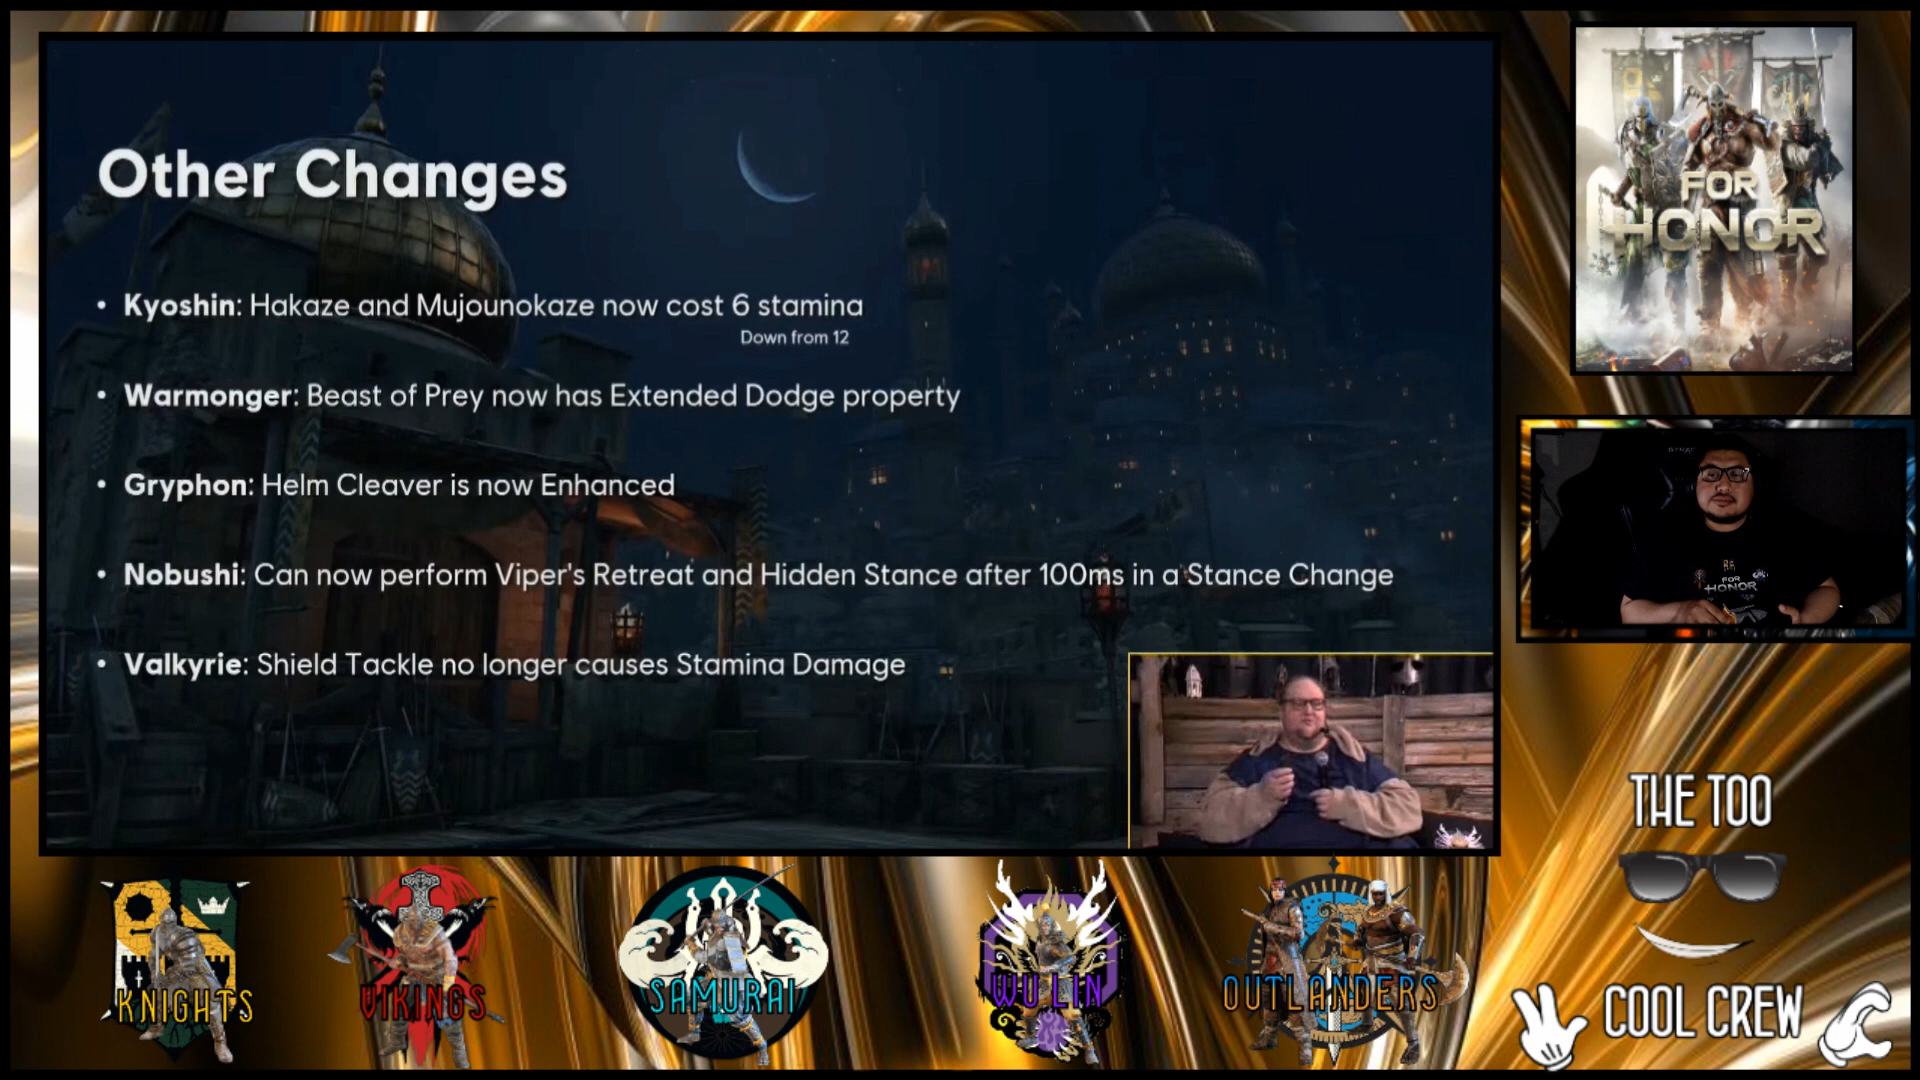 Other Changes
• Kyoshin: Hakaze and Mujounokaze now cost 6 stamina
Down from 12
• Warmonger: Beast of Prey now has Extended Dodge property
• Gryphon: Helm Cleaver is now Enhanced
• Nobushi: Can now perform Viper's Retreat and Hidden Stance after 100ms in a Stance Change
• Valkyrie: Shield Tackle no longer causes Stamina Damage
FOR
HONOR
FOR
HONOR
THE TOO
COOL CREW
KNIGHTS
VIKINGS
SAMURAI
WU LIN
OUTLANDERS